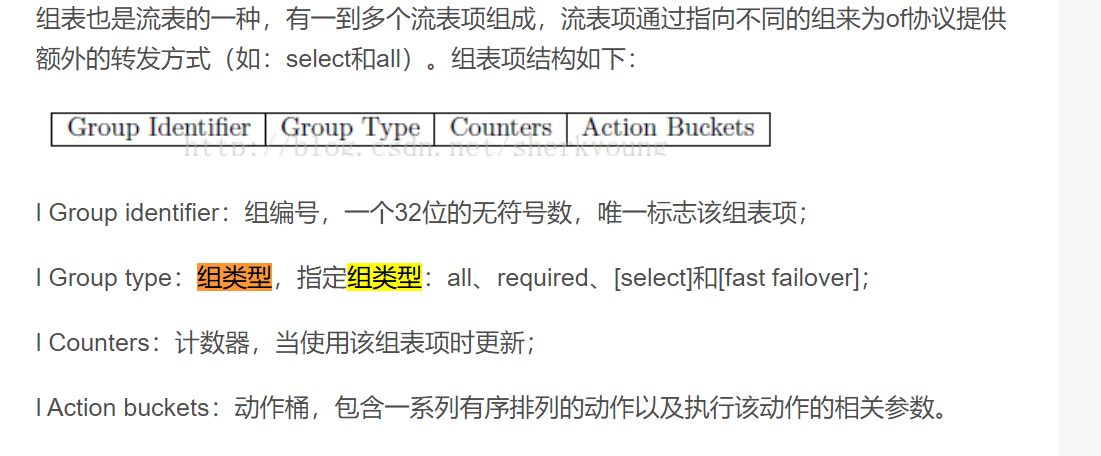 组表也是流表的一种，有一到多个流表项组成，流表项通过指向不同的组来为of协议提供
额外的转发方式（如：select和all）。组表项结构如下：
Group Identifier Group Type Counters Action Buckets
http://blog.csdn.net/sherkyoung
l Group identifier：组编号，一个32位的无符号数，唯一标志该组表项；
l Group type：组类型，指定组类型：all、required、[select]和[fast failover]；
l Counters：计数器，当使用该组表项时更新；
l Action buckets：动作桶，包含一系列有序排列的动作以及执行该动作的相关参数。